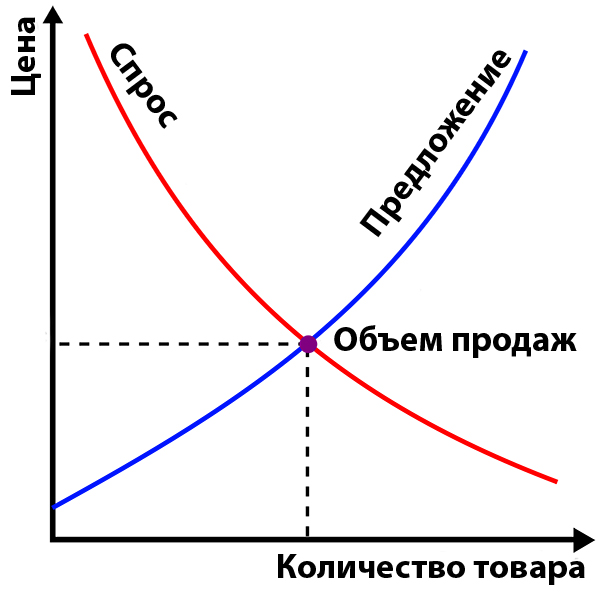 Цена
Спрос
Предложение
Объем продаж
Количество товара